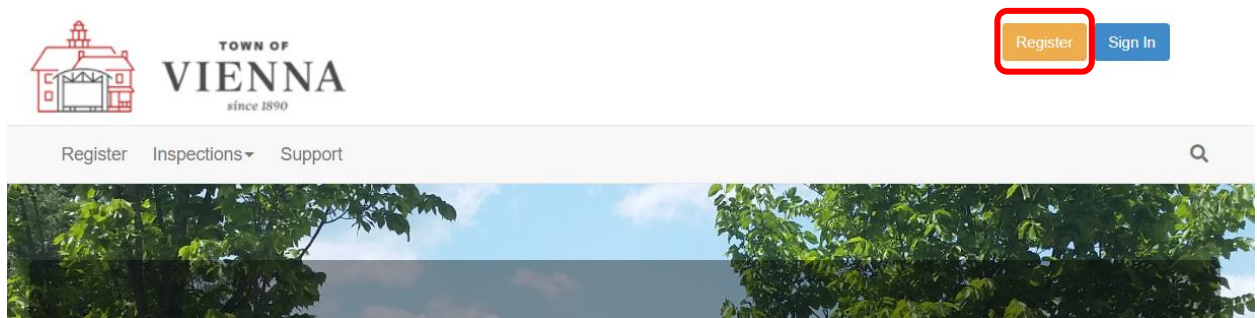 TOWN OF
VIENNA
since 1890
Register Sign In
Register Inspections Support